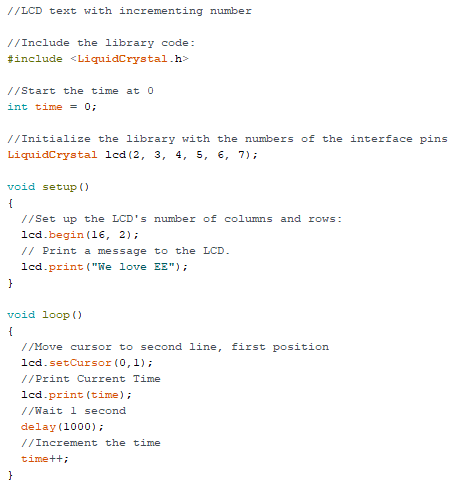 //LCD text with incrementing number
//Include the library code:
#include <LiquidCrystal.h>
//Start the time at 0
int time = 0;
//Initialize the library with the numbers of the interface pins
LiquidCrystal lcd(2, 3, 4, 5, 6, 7);
void setup()
{
//Set up the LCD's number of columns and rows:
lcd.begin(16, 2);
// Print a message to the LCD.
lcd.print("We love EE");
}
void loop()
{
//Move cursor to second line, first position
lcd.setCursor(0,1);
//Print Current Time
lcd.print(time);
//Wait 1 second
delay(1000);
//Increment the time
time++;
}